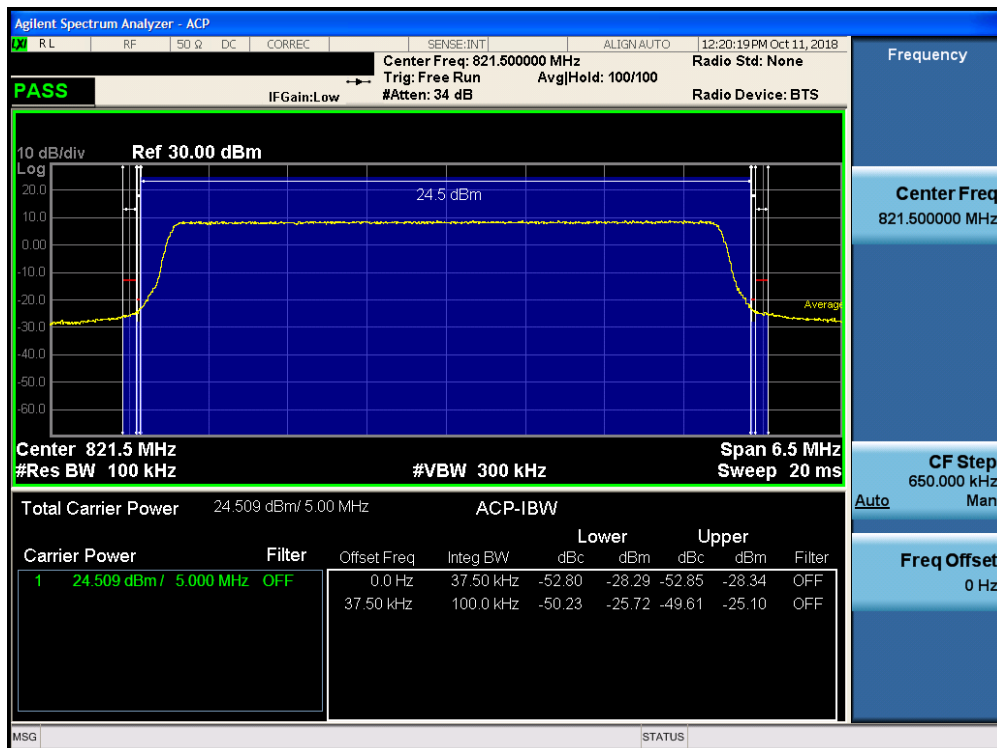 Agilent Spectrum Analyzer - ACP
LXI RL RF 50 Ω DC CORREC SENSE:INT ALIGN AUTO 12:20:19 PM Oct 11, 2018
Center Freq: 821.500000 MHz Radio Std: None
Trig: Free Run Avg|Hold: 100/100
PASS IFGain:Low #Atten: 34 dB Radio Device: BTS
Frequency
10 dB/div Ref 30.00 dBm
Log
20.0
24.5 dBm
10.0
0.00
-10.0
-20.0
Average
-30.0
-40.0
-50.0
-60.0
Center 821.5 MHz Span 6.5 MHz
#Res BW 100 kHz #VBW 300 kHz Sweep 20 ms
Center Freq
821.500000 MHz
CF Step
650.000 kHz
Auto Man
Freq Offset
0 Hz
Total Carrier Power 24.509 dBm/ 5.00 MHz ACP-IBW
Lower Upper
Carrier Power Filter Offset Freq Integ BW dBc dBm dBc dBm Filter
1 24.509 dBm / 5.000 MHz OFF 0.0 Hz 37.50 kHz -52.80 -28.29 -52.85 -28.34 OFF
37.50 kHz 100.0 kHz -50.23 -25.72 -49.61 -25.10 OFF
MSG STATUS